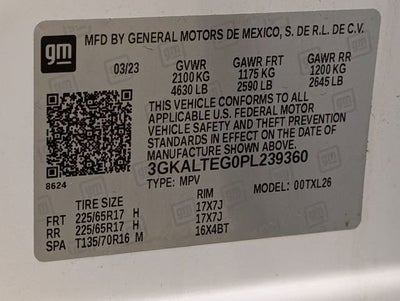 gm
MFD BY GENERAL MOTORS DE MEXICO, S. DE R.L. DE C.V.
03/23 GVWR GAWR FRT GAWR RR
2100 KG 1175 KG 1200 KG
4630 LB 2590 LB 2645 LB
THIS VEHICLE CONFORMS TO ALL
APPLICABLE U.S. FEDERAL MOTOR
VEHICLE SAFETY STANDARDS IN
EFFECT ON THE DATE OF
MANUFACTURE SHOWN ABOVE.
8624
3GKALTEG0PL239360
TYPE: MPV MODEL: 00TXL26
TIRE SIZE RIM
FRT 225/65R17 H 17X7J
RR 225/65R17 H 17X7J
SPA T135/70R16 M 16X4BT